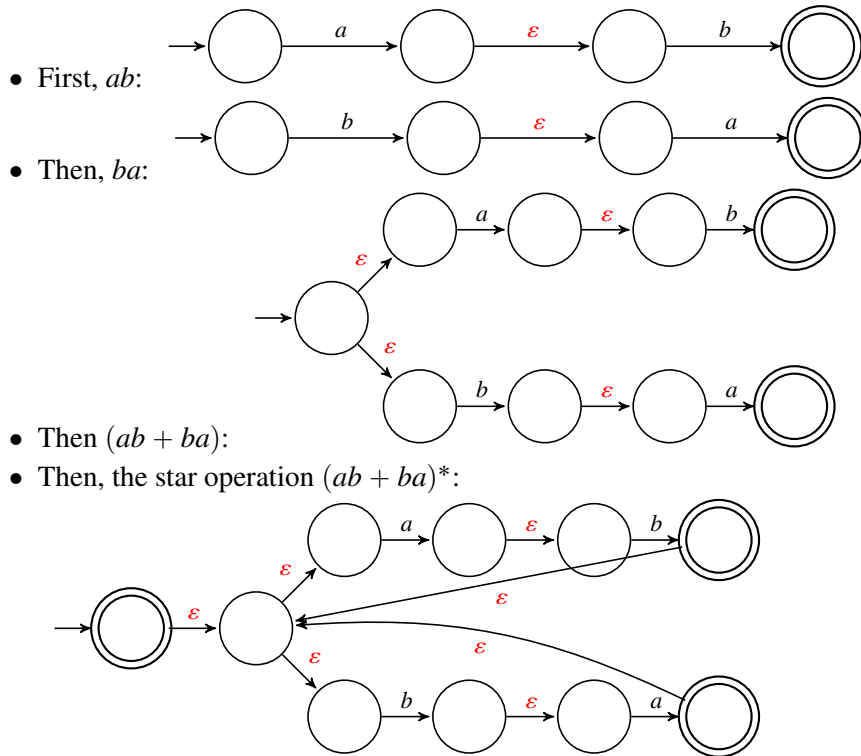 a ε b
• First, ab:
b ε a
• Then, ba:
a ε b
ε
ε
b ε a
• Then (ab + ba):
• Then, the star operation (ab + ba)*:
a ε b
ε
ε
ε
ε
ε
b ε a